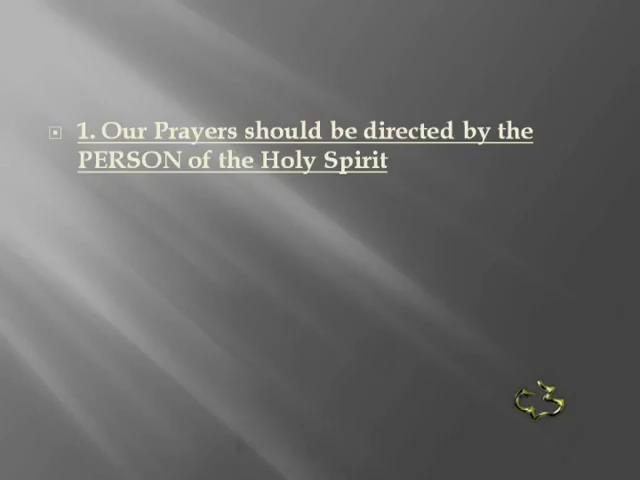 1. Our Prayers should be directed by the
PERSON of the Holy Spirit